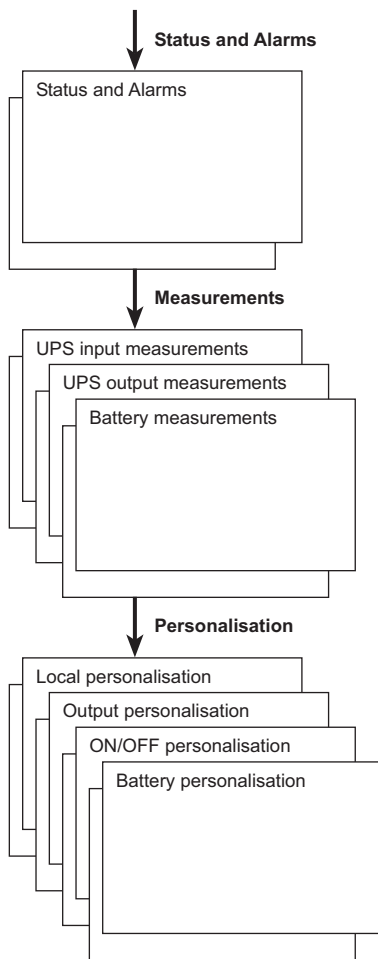 Status and Alarms
Status and Alarms
Measurements
UPS input measurements
UPS output measurements
Battery measurements
Personalisation
Local personalisation
Output personalisation
ON/OFF personalisation
Battery personalisation